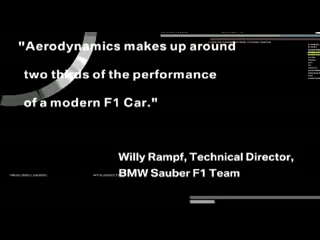 "Aerodynamics makes up around
two thirds of the performance
of a modern F1 Car."
Willy Rampf, Technical Director,
BMW Sauber F1 Team